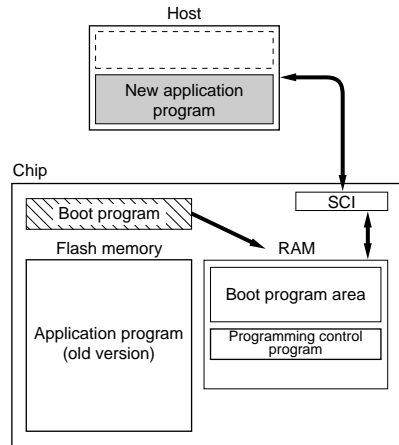 Host
New application
program
Chip
SCI
Boot program
Flash memory
RAM
Application program
(old version)
Boot program area
Programming control
program